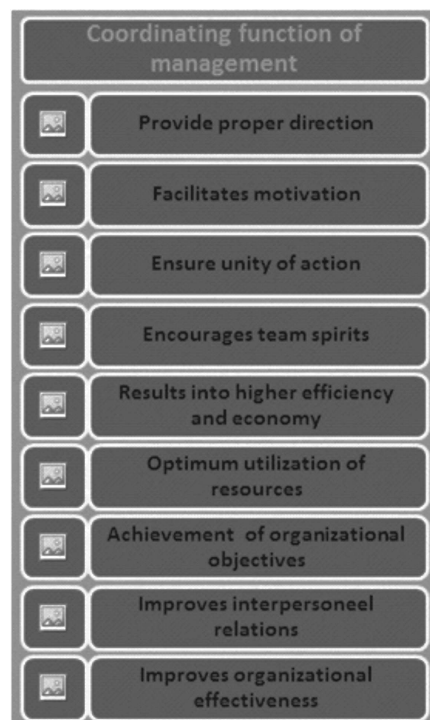 Coordinating function of
management
Provide proper direction
Facilitates motivation
Ensure unity of action
Encourages team spirits
Results into higher efficiency
and economy
Optimum utilization of
resources
Achievement of organizational
objectives
Improves interpersoneel
relations
Improves organizational
effectiveness